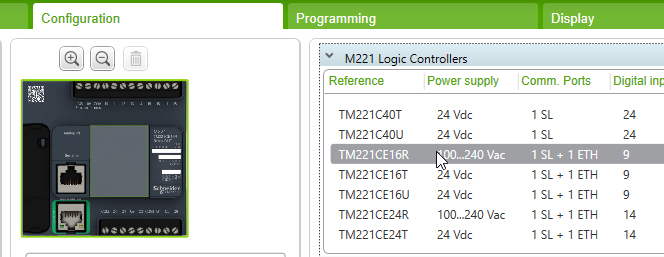 Configuration
Programming
Display
M221 Logic Controllers
Reference Power supply Comm. Ports Digital inp
TM221C40T 24 Vdc 1 SL 24
TM221C40U 24 Vdc 1 SL 24
TM221CE16R 100...240 Vac 1 SL + 1 ETH 9
TM221CE16T 24 Vdc 1 SL + 1 ETH 9
TM221CE16U 24 Vdc 1 SL + 1 ETH 9
TM221CE24R 100...240 Vac 1 SL + 1 ETH 14
TM221CE24T 24 Vdc 1 SL + 1 ETH 14
Schneider